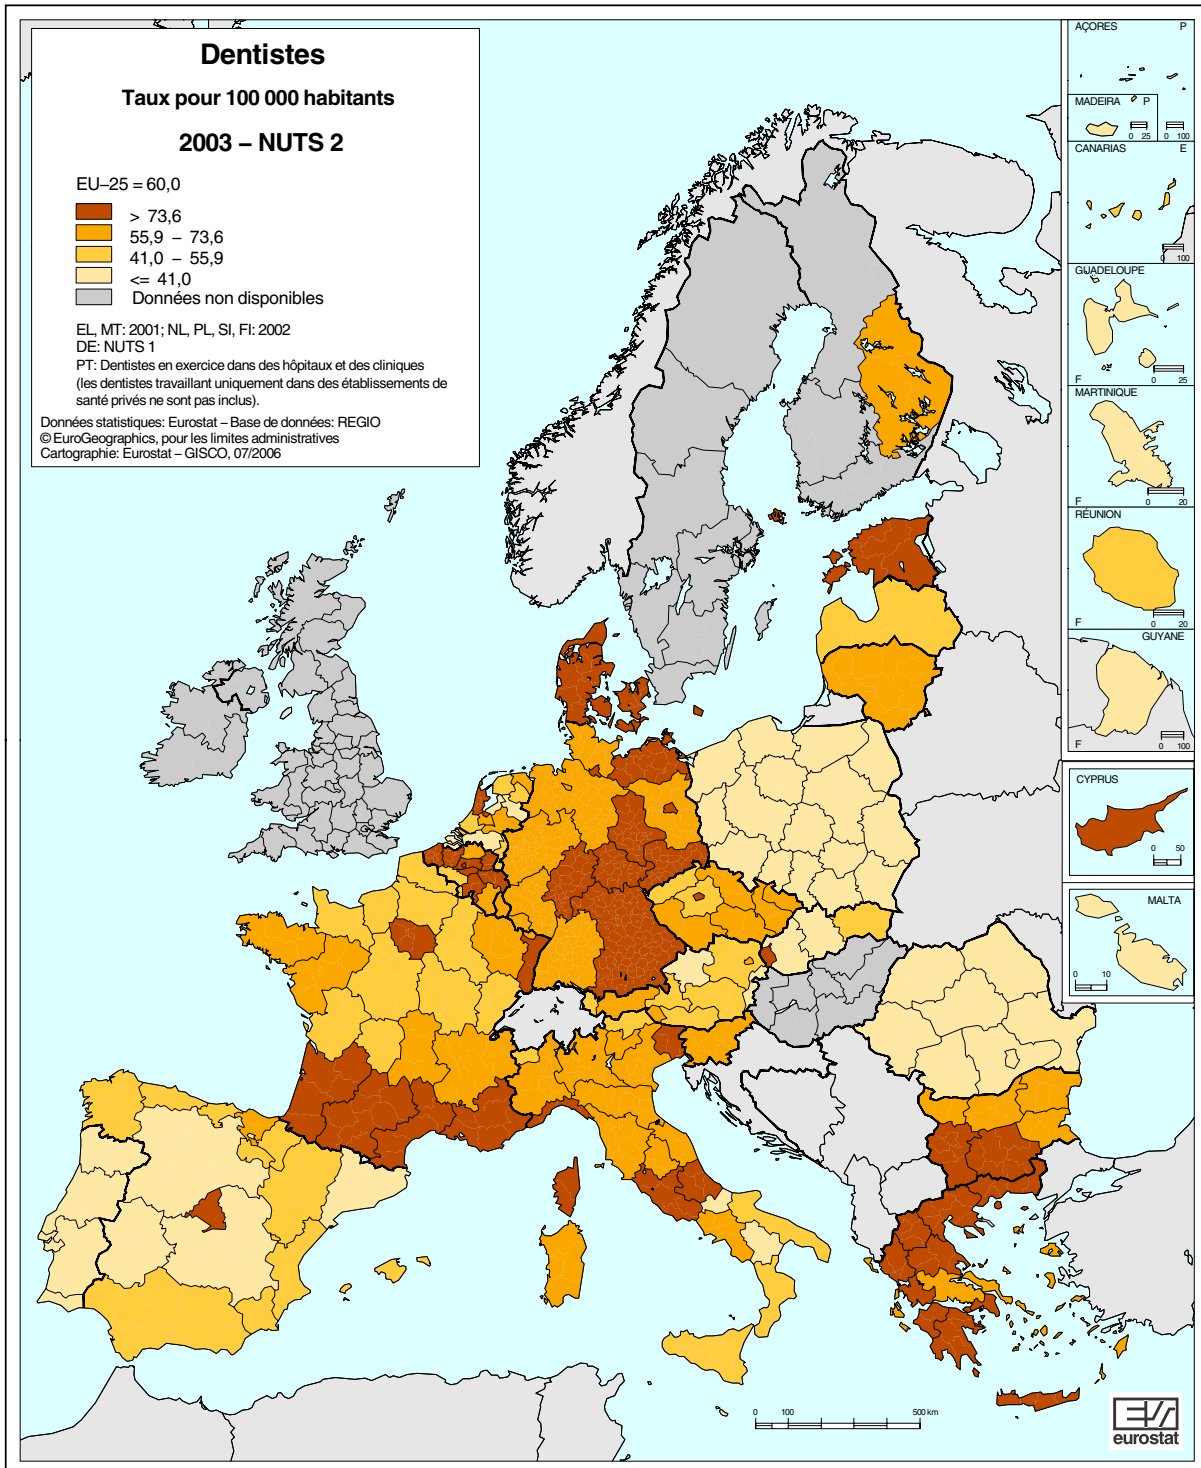 Dentistes
Taux pour 100 000 habitants
2003 – NUTS 2
EU–25 = 60,0
> 73,6
55,9 – 73,6
41,0 – 55,9
<= 41,0
Données non disponibles
EL, MT: 2001; NL, PL, SI, FI: 2002
DE: NUTS 1
PT: Dentistes en exercice dans des hôpitaux et des cliniques
(les dentistes travaillant uniquement dans des établissements de
santé privés ne sont pas inclus).
Données statistiques: Eurostat – Base de données: REGIO
© EuroGeographics, pour les limites administratives
Cartographie: Eurostat – GISCO, 07/2006
AÇORES P
MADEIRA P
0 25 0 100
CANARIAS E
0 100
GUADELOUPE
F 0 25
MARTINIQUE
F 0 20
RÉUNION
F 0 20
GUYANE
F 0 100
CYPRUS
0 50
MALTA
0 10
0 100 500 km
eurostat